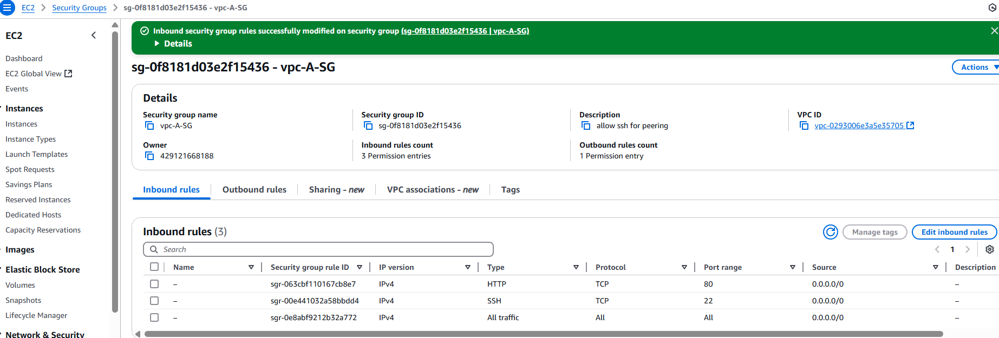 EC2 > Security Groups > sg-0f8181d03e2f15436 - vpc-A-SG
EC2
Dashboard
EC2 Global View
Events
Instances
Instances
Instance Types
Launch Templates
Spot Requests
Savings Plans
Reserved Instances
Dedicated Hosts
Capacity Reservations
Images
Elastic Block Store
Volumes
Snapshots
Lifecycle Manager
Network & Security
Inbound security group rules successfully modified on security group (sg-0f8181d03e2f15436 | vpc-A-SG)
Details
sg-0f8181d03e2f15436 - vpc-A-SG
Actions
Details
Security group name
vpc-A-SG
Security group ID
sg-0f8181d03e2f15436
Description
allow ssh for peering
VPC ID
vpc-0293006e3a5e35705
Owner
429121668188
Inbound rules count
3 Permission entries
Outbound rules count
1 Permission entry
Inbound rules Outbound rules Sharing - new VPC associations - new Tags
Inbound rules (3)
Manage tags Edit inbound rules
Search
1
Name Security group rule ID IP version Type Protocol Port range Source Description
– sgr-063cbf110167cb8e7 IPv4 HTTP TCP 80 0.0.0.0/0 –
– sgr-00e441032a58bbdd4 IPv4 SSH TCP 22 0.0.0.0/0 –
– sgr-0e8abf9212b32a772 IPv4 All traffic All All 0.0.0.0/0 –